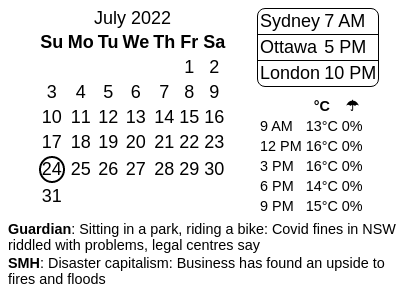 July 2022
Su Mo Tu We Th Fr Sa
1 2
3 4 5 6 7 8 9
10 11 12 13 14 15 16
17 18 19 20 21 22 23
24 25 26 27 28 29 30
31
Sydney 7 AM
Ottawa 5 PM
London 10 PM
°C ☂
9 AM 13°C 0%
12 PM 16°C 0%
3 PM 16°C 0%
6 PM 14°C 0%
9 PM 15°C 0%
Guardian: Sitting in a park, riding a bike: Covid fines in NSW
riddled with problems, legal centres say
SMH: Disaster capitalism: Business has found an upside to
fires and floods